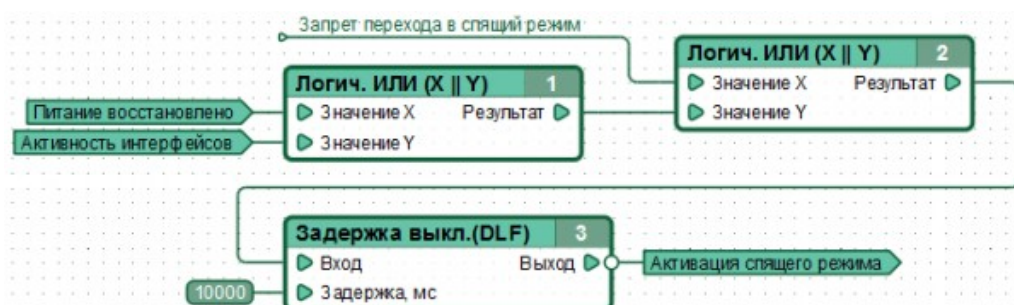 Запрет перехода в спящий режим
Логич. ИЛИ (X || Y) 2
Значение X Результат
Значение Y
Логич. ИЛИ (X || Y) 1
Питание восстановлено Значение X Результат
Активность интерфейсов Значение Y
Задержка выкл.(DLF) 3
Вход Выход Активация спящего режима
10000 Задержка, мс